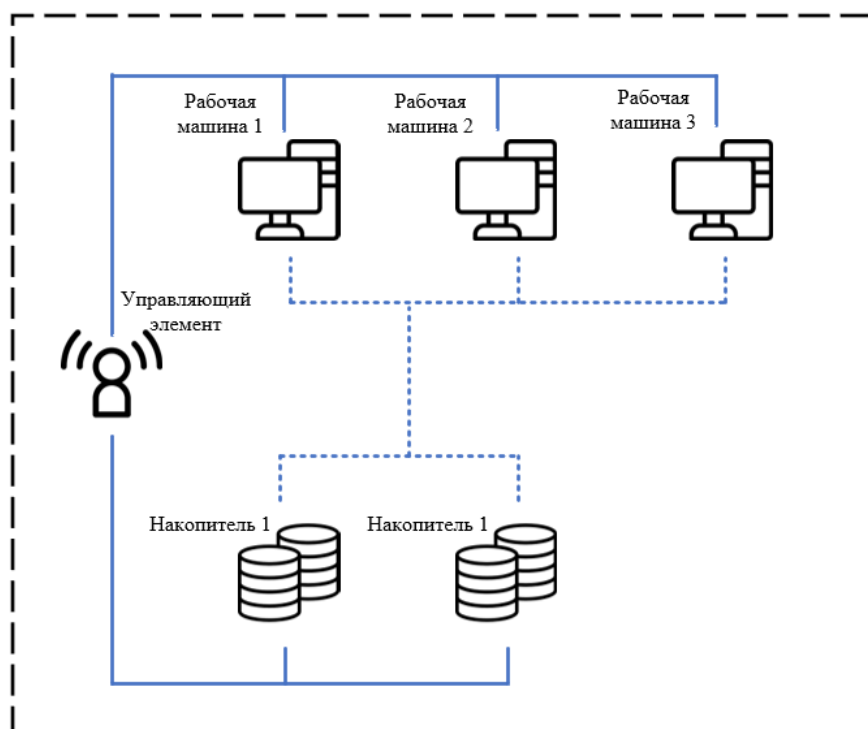 Рабочая
машина 1
Рабочая
машина 2
Рабочая
машина 3
Управляющий
элемент
Накопитель 1
Накопитель 1